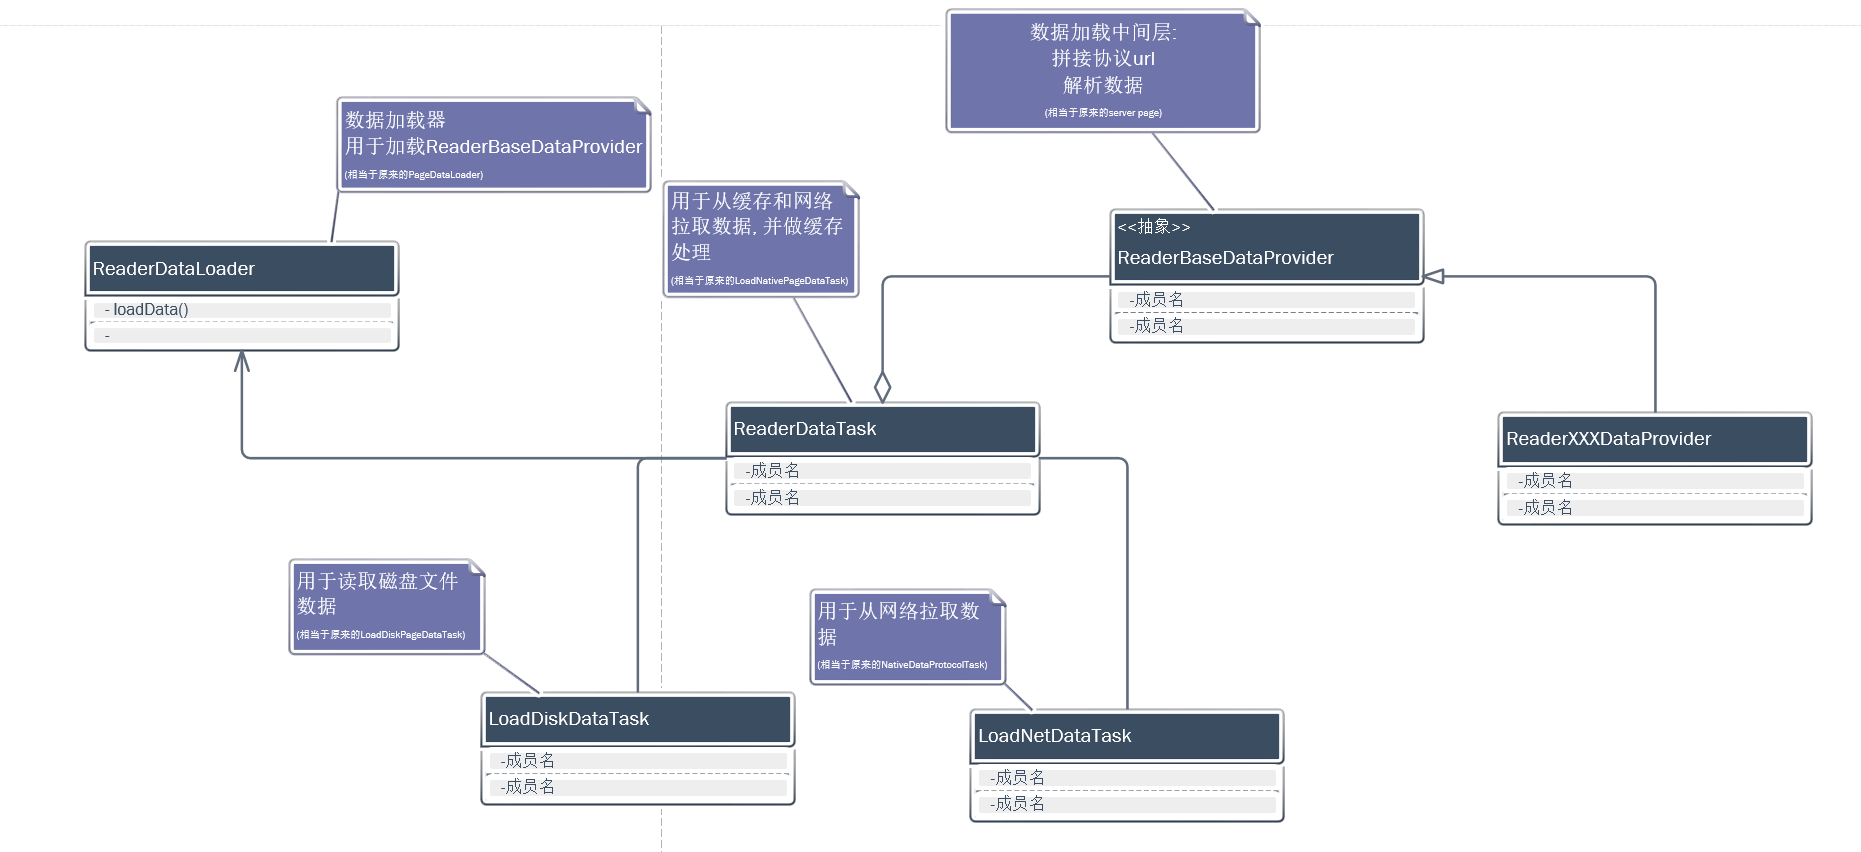 数据加载中间层:
拼接协议url
解析数据
(相当于原来的server page)
数据加载器
用于加载ReaderBaseDataProvider
(相当于原来的PageDataLoader)
用于从缓存和网络
拉取数据, 并做缓存
处理
(相当于原来的LoadNativePageDataTask)
<<抽象>>
ReaderBaseDataProvider
-成员名
-成员名
ReaderDataLoader
- loadData()
-
ReaderDataTask
-成员名
-成员名
ReaderXXXDataProvider
-成员名
-成员名
用于读取磁盘文件
数据
(相当于原来的LoadDiskPageDataTask)
用于从网络拉取数
据
(相当于原来的NativeDataProtocolTask)
LoadDiskDataTask
-成员名
-成员名
LoadNetDataTask
-成员名
-成员名